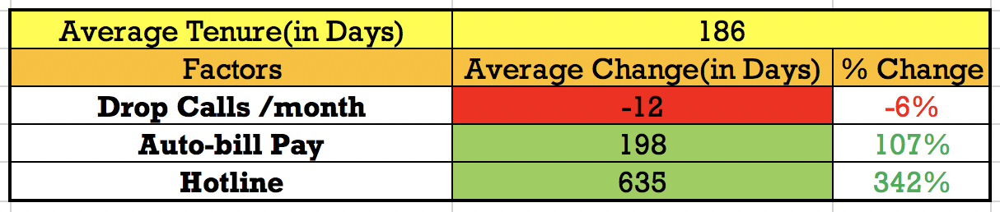 Average Tenure(in Days) 186
Factors Average Change(in Days) % Change
Drop Calls /month -12 -6%
Auto-bill Pay 198 107%
Hotline 635 342%